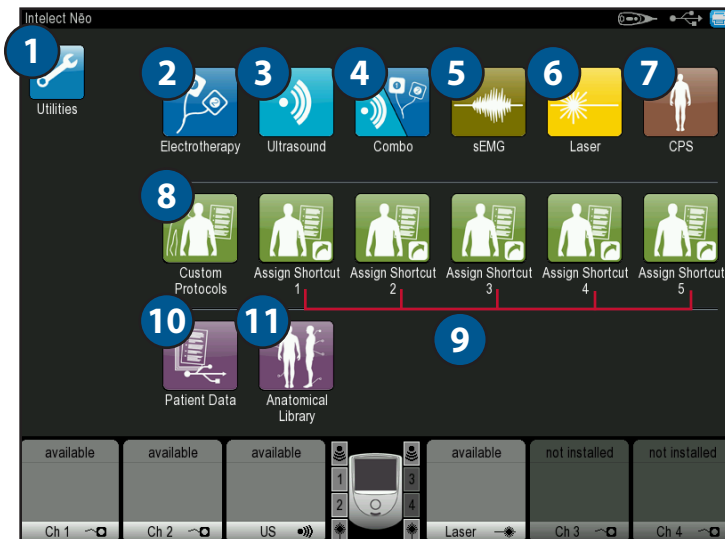 Intelect Nēo
1
Utilities
2
3
4
5
6
7
Electrotherapy
Ultrasound
Combo
sEMG
Laser
CPS
8
Custom
Protocols
Assign Shortcut
1
Assign Shortcut
2
Assign Shortcut
3
Assign Shortcut
4
Assign Shortcut
5
9
10
11
Patient Data
Anatomical
Library
available
available
available
available
not installed
not installed
1
2
3
4
Ch 1
Ch 2
US
Laser
Ch 3
Ch 4